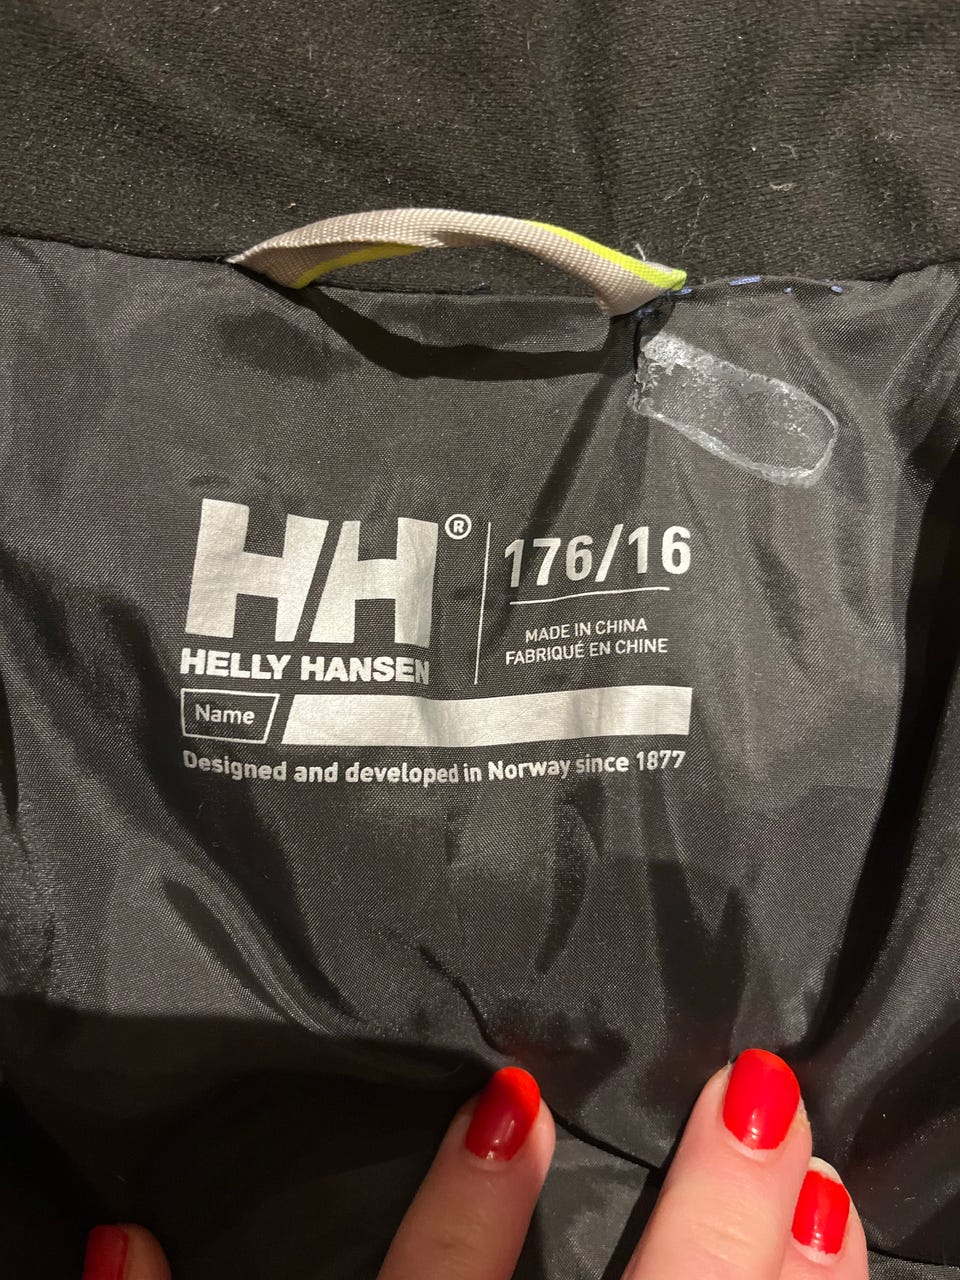 HH®
HELLY HANSEN
176/16
MADE IN CHINA
FABRIQUÉ EN CHINE
Name
Designed and developed in Norway since 1877